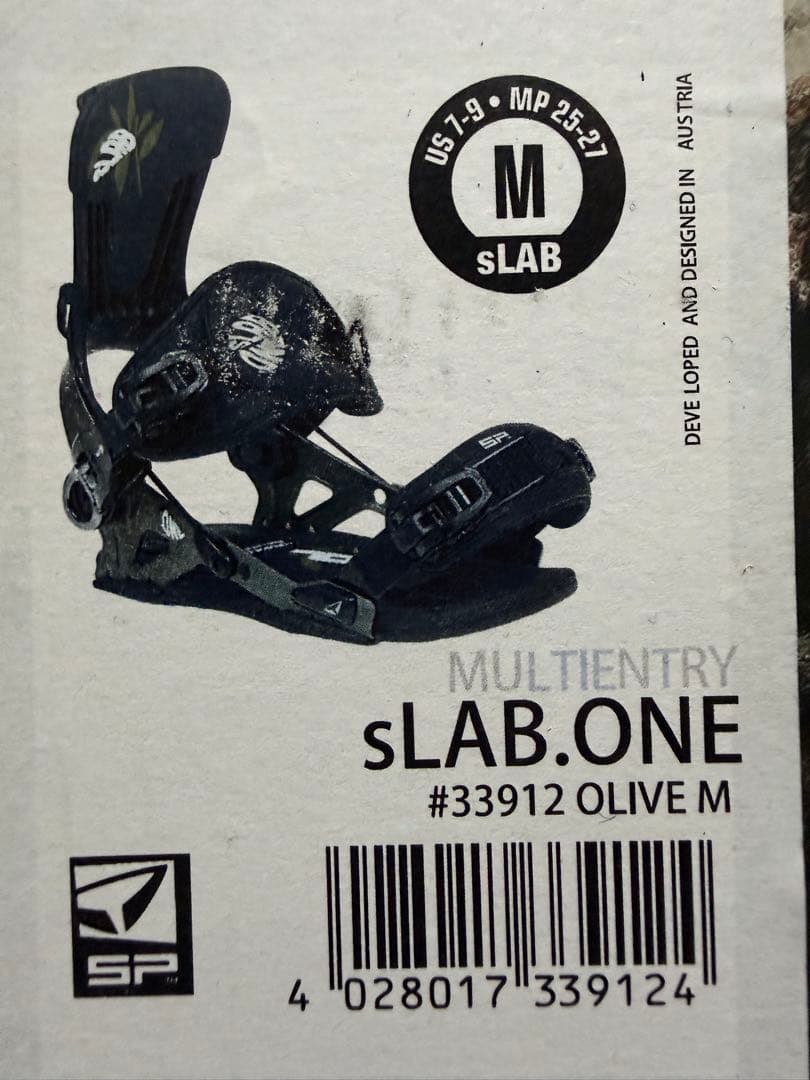 US 7-9 • MP 25-27
M
sLAB
DEVE LOPED AND DESIGNED IN AUSTRIA
SP
MULTIENTRY
sLAB.ONE
#33912 OLIVE M
SP
4 028017 339124